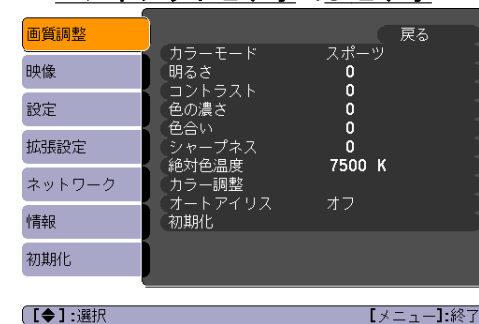 画質調整
映像
設定
拡張設定
ネットワーク
情報
初期化
戻る
カラーモード スポーツ
明るさ 0
コントラスト 0
色の濃さ 0
色合い 0
シャープネス 0
絶対色温度 7500 K
カラー調整
オートアイリス オフ
初期化
【◆】:選択 【メニュー】:終了